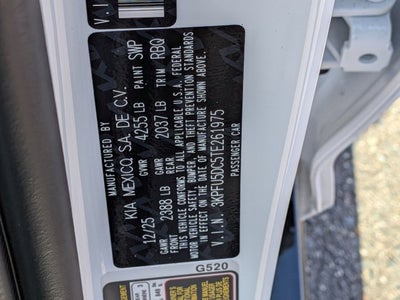 V.I.N.
MANUFACTURED BY
KIA MEXICO, S.A. DE C.V.
12/25 GVWR 4255 LB PAINT SWP
GAWR FRONT 2388 LB GAWR REAR 2037 LB TRIM RBQ
THIS VEHICLE CONFORMS TO ALL APPLICABLE U.S.A. FEDERAL
MOTOR VEHICLE SAFETY, BUMPER, AND THEFT PREVENTION STANDARDS
IN EFFECT ON THE DATE OF MANUFACTURE SHOWN ABOVE.
V.I.N. 3KPFU5DC5TE261975
PASSENGER CAR
G520